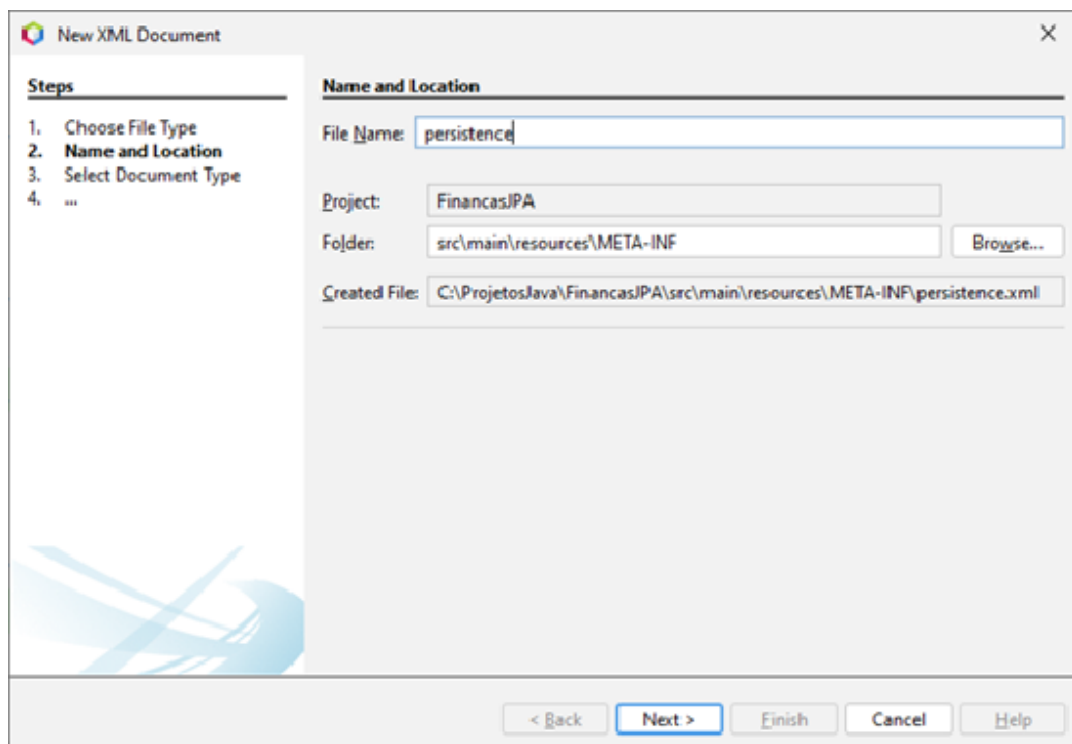 New XML Document
Steps
1. Choose File Type
2. Name and Location
3. Select Document Type
4. ...
Name and Location
File Name: persistence
Project: FinancasJPA
Folder: src\main\resources\META-INF Browse...
Created File: C:\ProjetosJava\FinancasJPA\src\main\resources\META-INF\persistence.xml
< Back Next > Finish Cancel Help